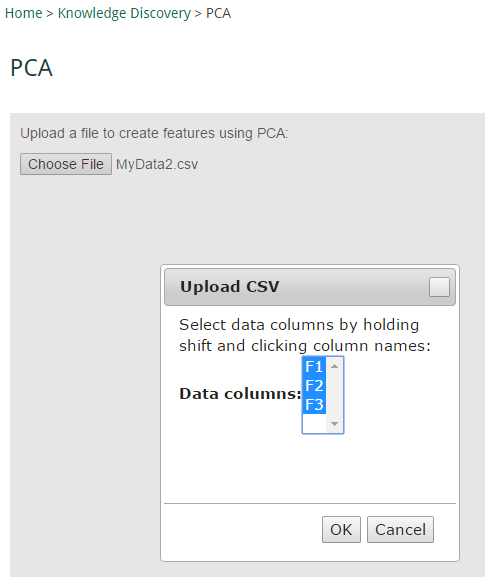 Home > Knowledge Discovery > PCA
PCA
Upload a file to create features using PCA:
Choose File MyData2.csv
Upload CSV
Select data columns by holding
shift and clicking column names:
Data columns:
F1
F2
F3
OK Cancel